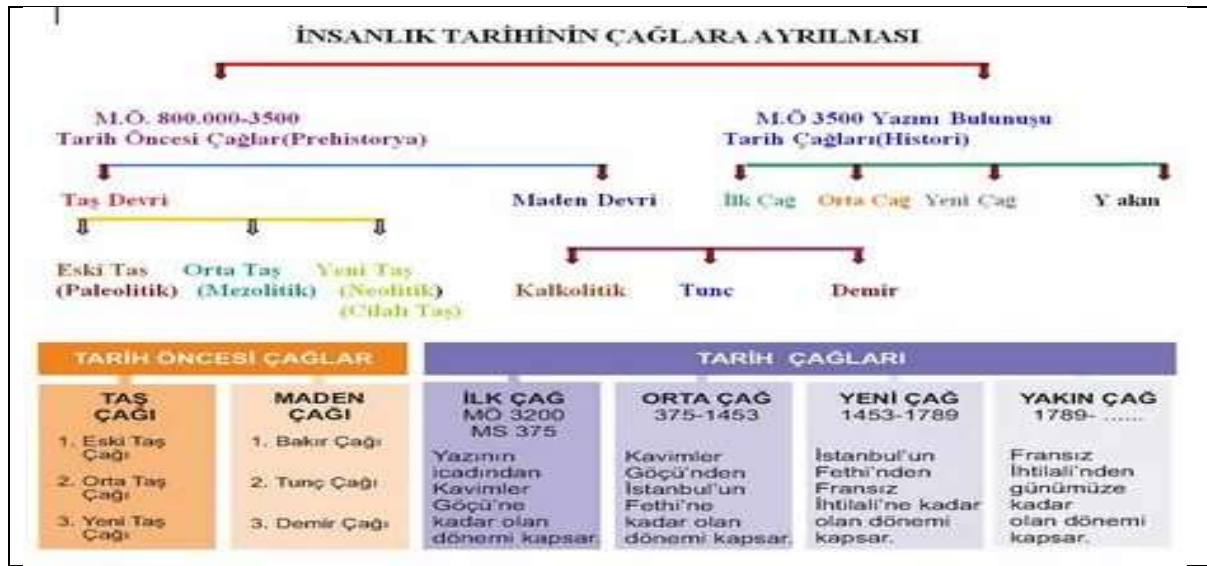 İNSANLIK TARİHİNİN ÇAĞLARA AYRILMASI
M.Ö. 800.000-3500
Tarih Öncesi Çağlar(Prehistorya)
M.Ö 3500 Yazını Bulunuşu
Tarih Çağları(Histori)
Taş Devri
Maden Devri
İlk Çag
Orta Çag
Yeni Çag
Y akın
Eski Tas
(Paleolitik)
Orta Taş
(Mezolitik)
Yeni Taş
(Neolitik)
(Cilalı Taş)
Kalkolitik
Tunc
Demir
TARİH ÖNCESİ ÇAĞLAR
TAŞ
ÇAĞI
1. Eski Taş
Çağı
2. Orta Taş
Çağı
3. Yeni Taş
Çağı
MADEN
ÇAĞI
1. Bakır Çağı
2. Tunç Çağı
3. Demir Çağı
TARİH ÇAĞLARI
İLK ÇAĞ
MÖ 3200
MS 375
Yazının
icadından
Kavimler
Göçü'ne
kadar olan
dönemi kapsar.
ORTA ÇAĞ
375-1453
Kavimler
Göçü'nden
İstanbul'un
Fethi'ne
kadar olan
dönemi kapsar.
YENİ ÇAĞ
1453-1789
İstanbul'un
Fethi'nden
Fransız
İhtilali'ne kadar
olan dönemi
kapsar.
YAKIN ÇAĞ
1789- ......
Fransız
İhtilali'nden
günümüze
kadar
olan dönemi
kapsar.